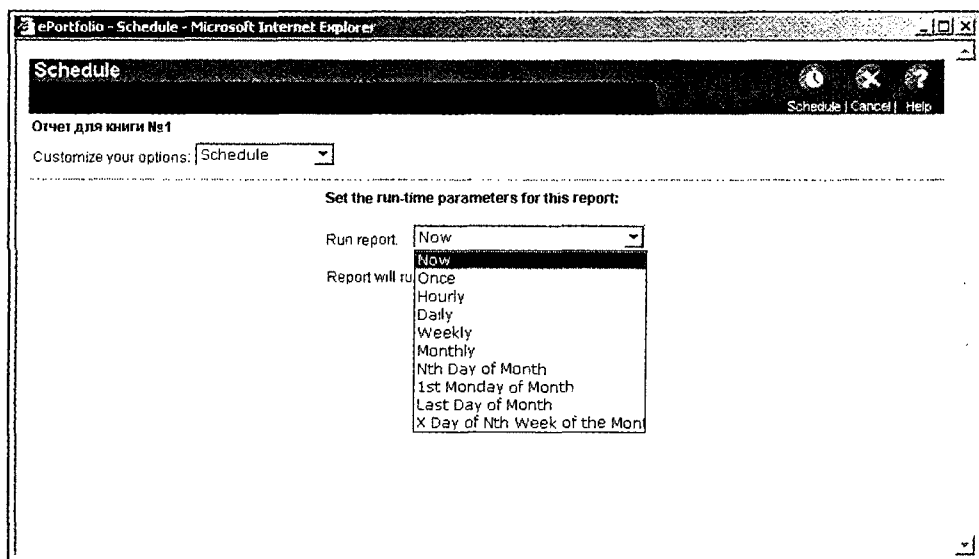 ePortfolio - Schedule - Microsoft Internet Explorer
Schedule
Schedule | Cancel | Help
Отчет для книги №1
Customize your options: Schedule
Set the run-time parameters for this report:
Run report. Now
Now
Report will ru Once
Hourly
Daily
Weekly
Monthly
Nth Day of Month
1st Monday of Month
Last Day of Month
X Day of Nth Week of the Mont